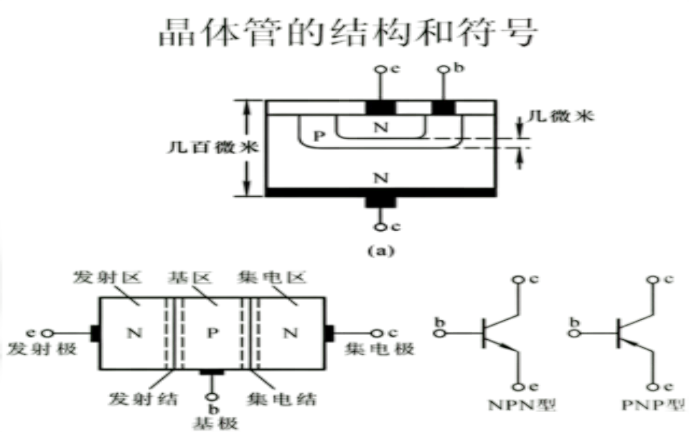 晶体管的结构和符号
c b
几微米
N
P
几百微米
N
c
(a)
发射区 基区 集电区
e N P N c
发射极 集电极
发射结 b 集电结
基极
c c
b b
e c
NPN型 PNP型